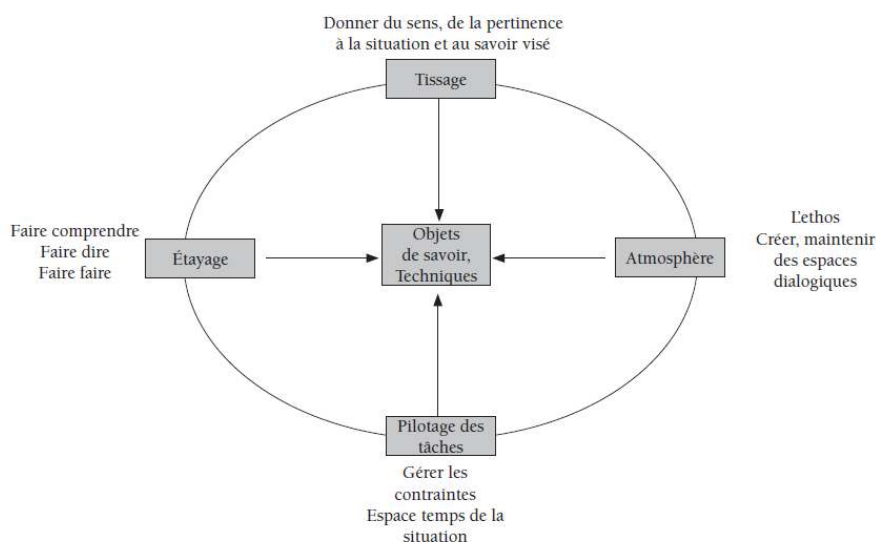 Donner du sens, de la pertinence
à la situation et au savoir visé
Tissage
Faire comprendre
Faire dire
Faire faire
Étayage
Objets
de savoir,
Techniques
Atmosphère
L'ethos
Créer, maintenir
des espaces
dialogiques
Pilotage des
tâches
Gérer les
contraintes
Espace temps de la
situation